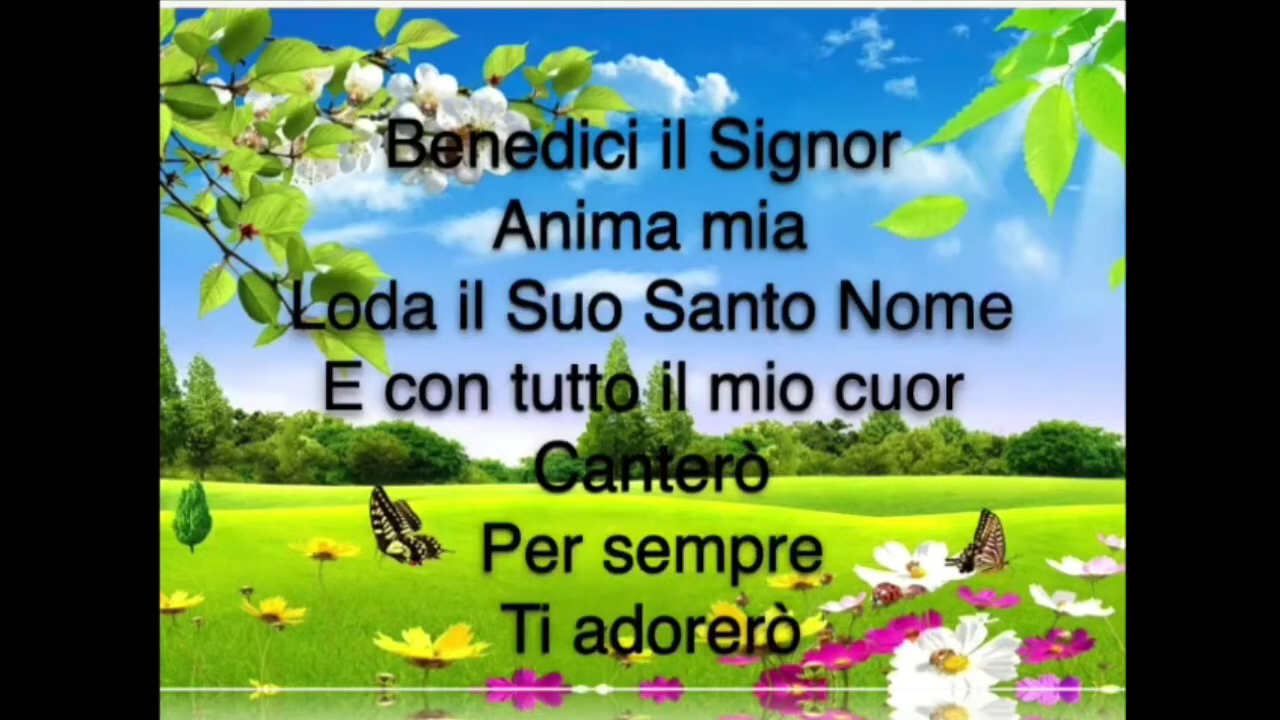 Benedici il Signor
Anima mia
Loda il Suo Santo Nome
E con tutto il mio cuor
Canterò
Per sempre
Ti adorerò